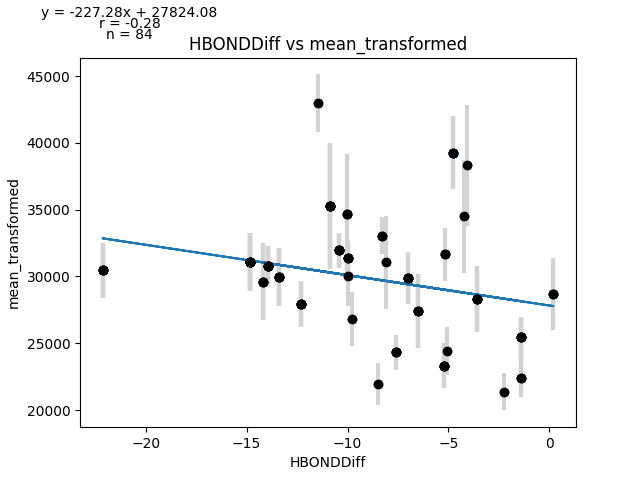 y = -227.28x + 27824.08
r = -0.28
n = 84
HBONDDiff vs mean_transformed
mean_transformed
45000
40000
35000
30000
25000
20000
−20
−15
−10
−5
0
HBONDDiff